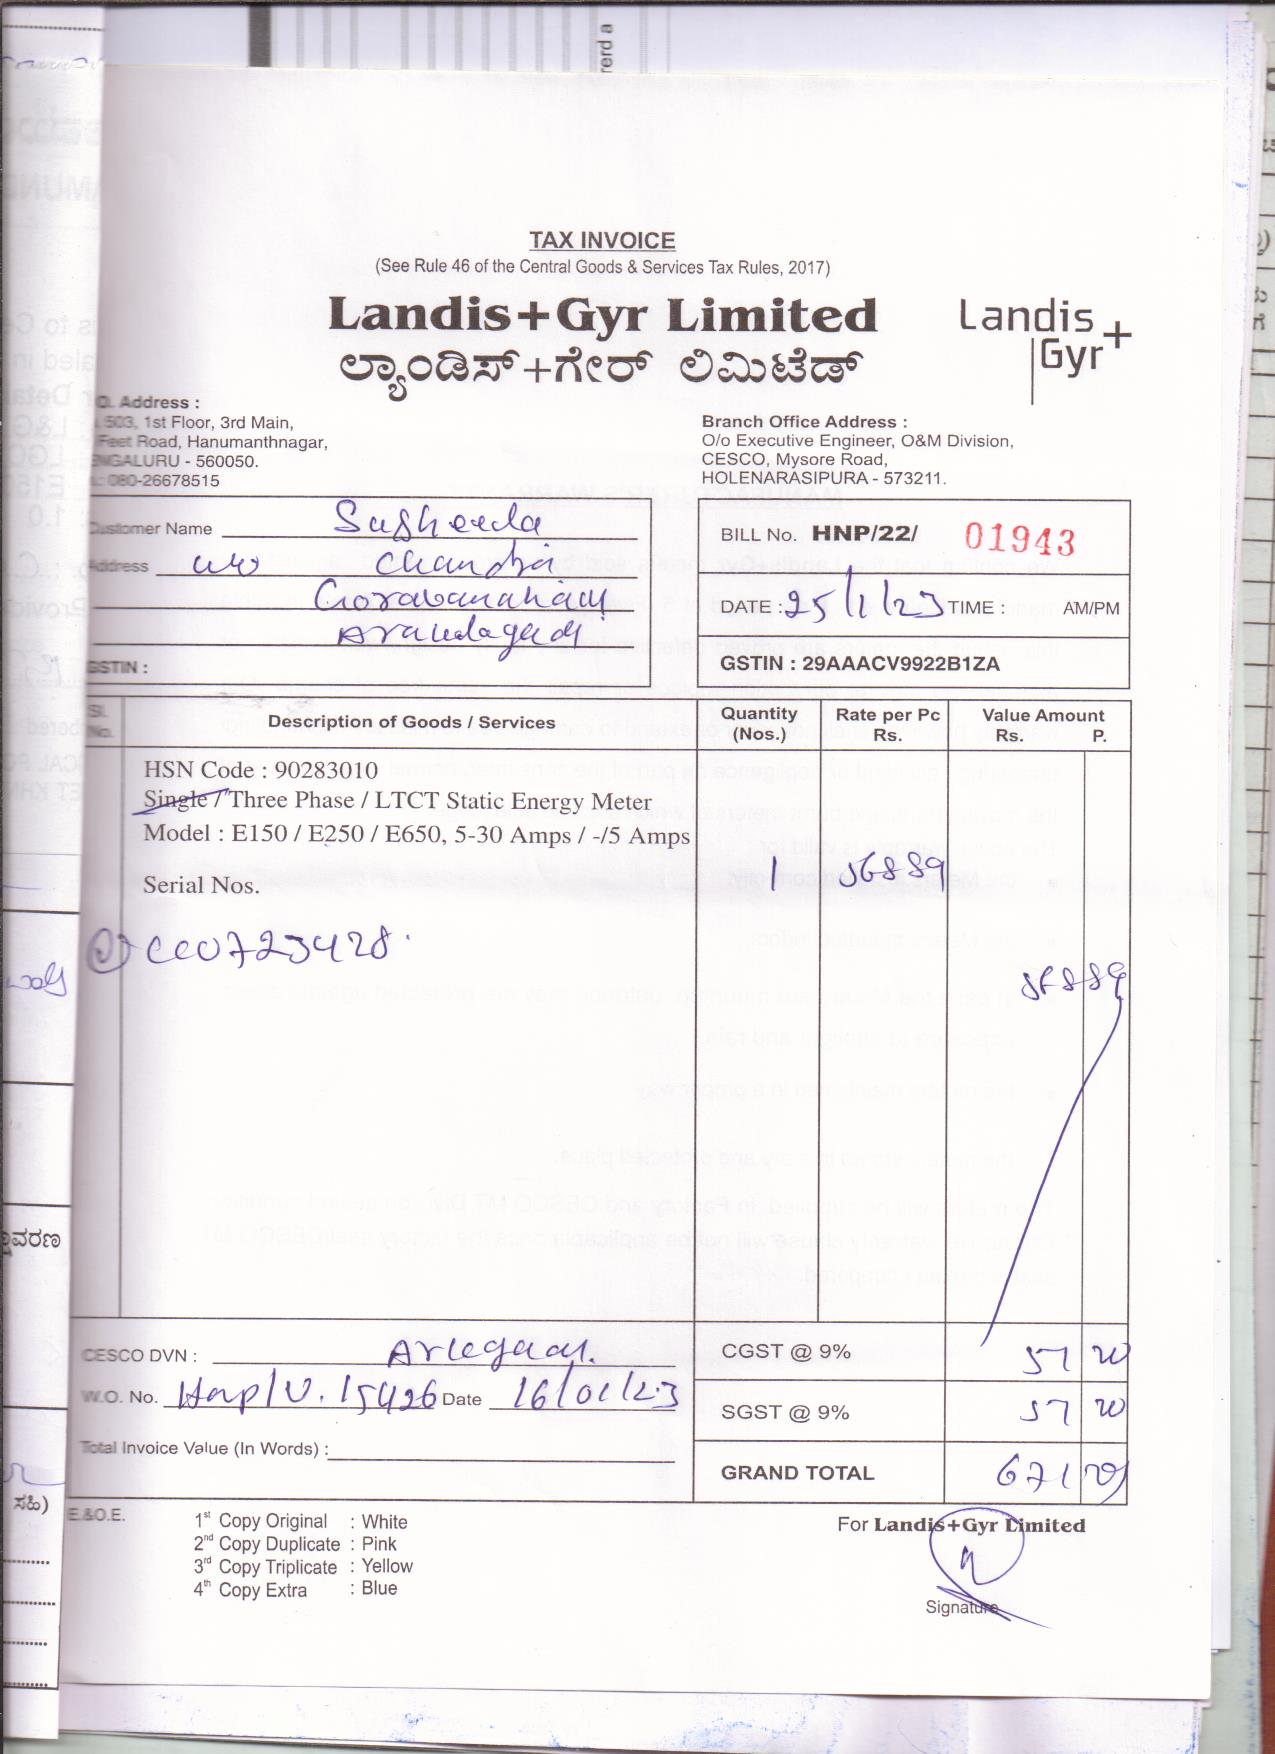 TAX INVOICE
(See Rule 46 of the Central Goods & Services Tax Rules, 2017)
Landis+Gyr Limited
ಲ್ಯಾಂಡಿಸ್+ಗೇರ್ ಲಿಮಿಟೆಡ್
Landis+
Gyr
O. Address :
503, 1st Floor, 3rd Main,
Feet Road, Hanumanthnagar,
ENGALURU - 560050.
080-26678515
Branch Office Address :
O/o Executive Engineer, O&M Division,
CESCO, Mysore Road,
HOLENARASIPURA - 573211.
Customer Name Susheela
Address w/o Chandra
GSTIN :
BILL No. HNP/22/ 01943
DATE : 25/1/23 TIME : AM/PM
GSTIN : 29AAACV9922B1ZA
Sl. No. Description of Goods / Services Quantity (Nos.) Rate per Pc Rs. Value Amount Rs. P.
HSN Code : 90283010
Single / Three Phase / LTCT Static Energy Meter
Model : E150 / E250 / E650, 5-30 Amps / -/5 Amps
Serial Nos.
1 568 89
568 89
CESCO DVN :
W.O. No. Hnp/V. 15426 Date 16/01/23
Total Invoice Value (In Words) :
CGST @ 9% 51 20
SGST @ 9% 51 20
GRAND TOTAL 671 29
E.&O.E.
1st Copy Original : White
2nd Copy Duplicate : Pink
3rd Copy Triplicate : Yellow
4th Copy Extra : Blue
For Landis+Gyr Limited
Signature
ಸಹಿ)